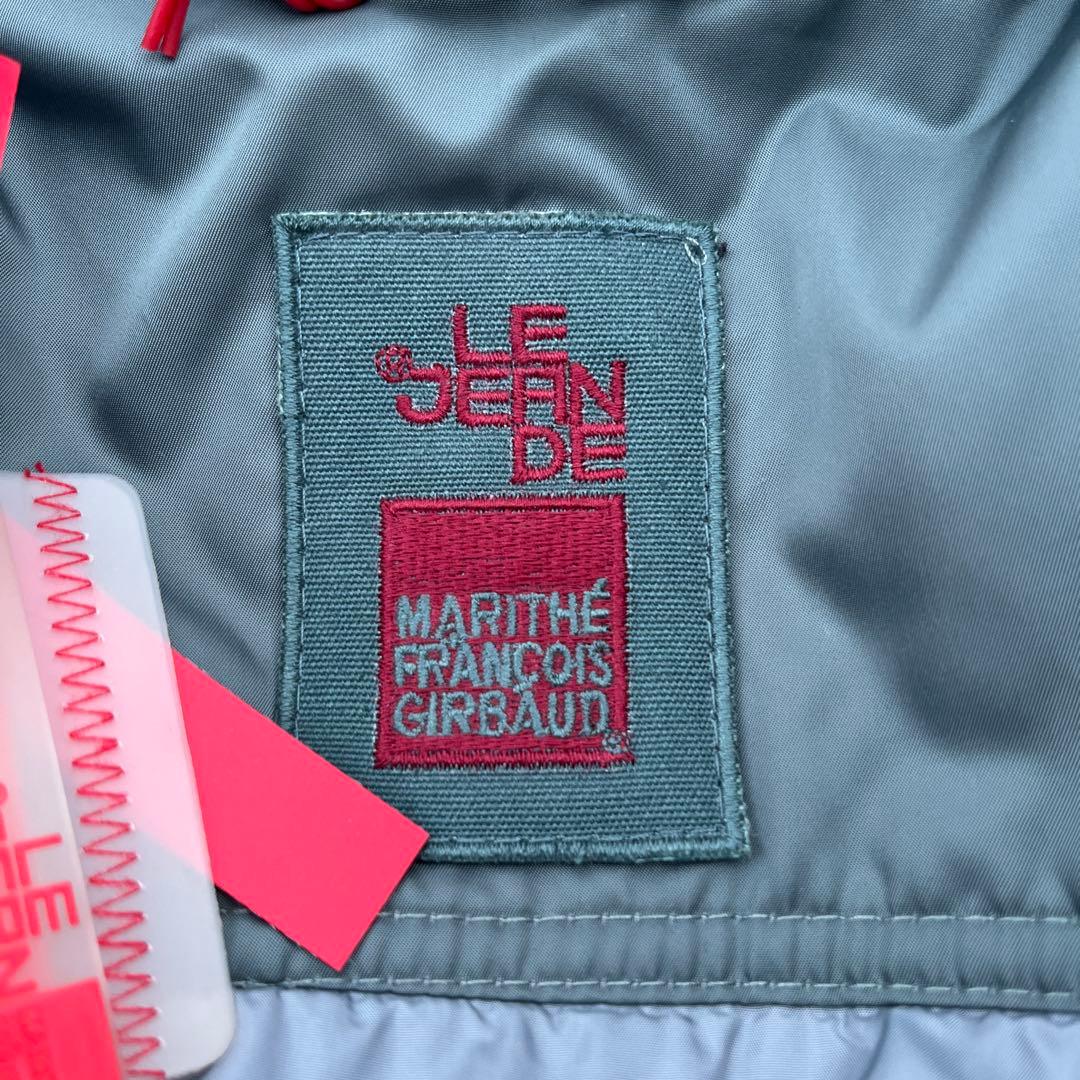 LE
JEAN
DE
MARITHÉ
FRANÇOIS
GIRBAUD
LE